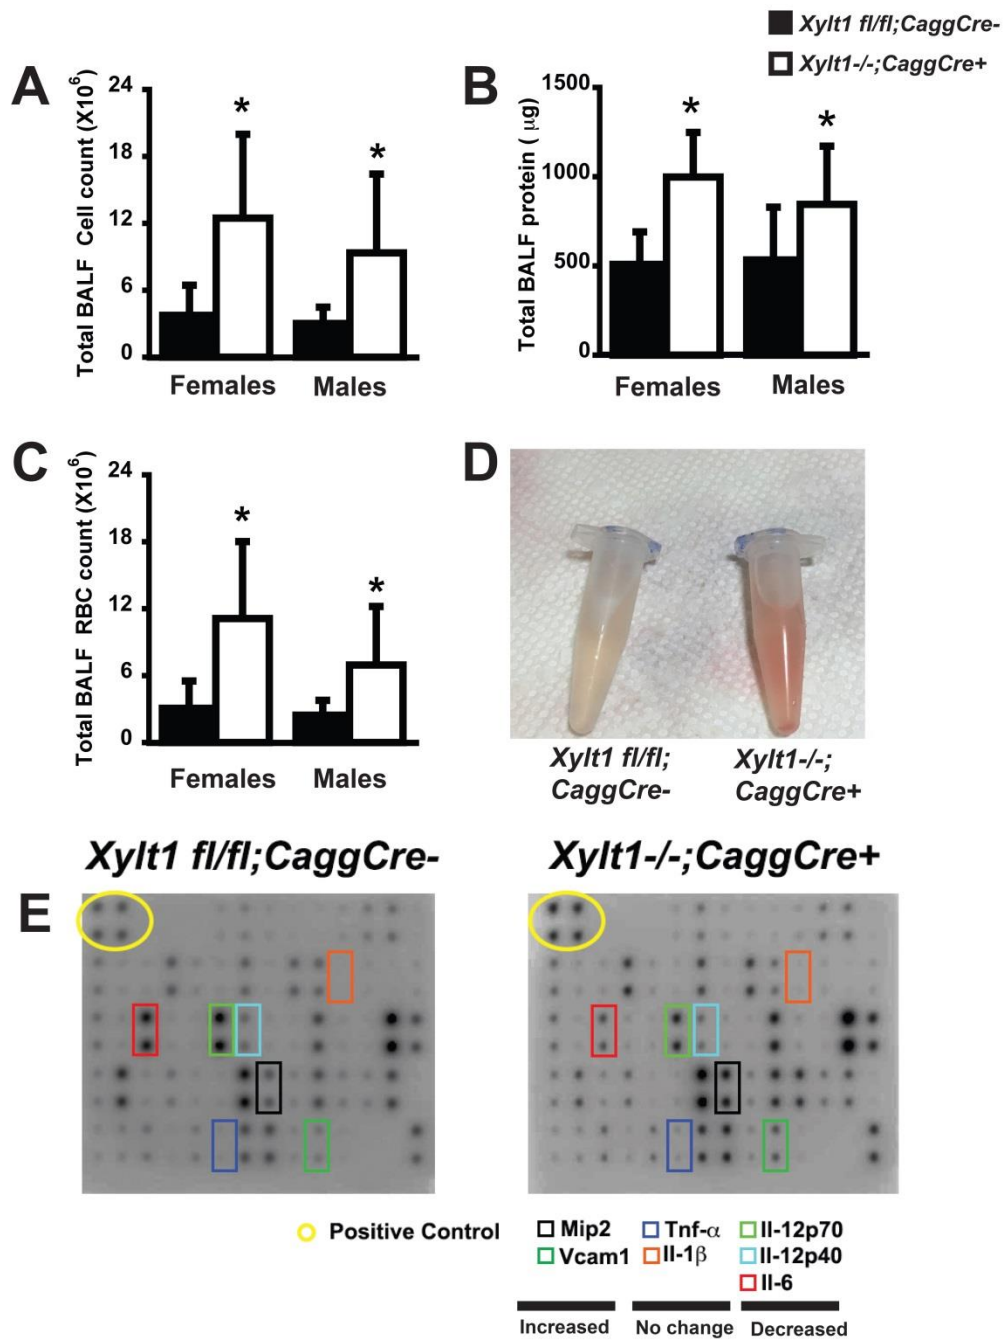 Xylt1 fl/fl;CaggCre-
Xylt1-/-;CaggCre+
A
Total BALF Cell count (X10⁶)
24
18
12
6
0
*
*
Females
Males
B
Total BALF protein ( µg)
1500
1000
500
0
*
*
Females
Males
C
Total BALF RBC count (X10⁶)
24
18
12
6
0
*
*
Females
Males
D
Xylt1 fl/fl;
CaggCre-
Xylt1-/-;
CaggCre+
Xylt1 fl/fl;CaggCre-
Xylt1-/-;CaggCre+
E
Positive Control
Mip2
Vcam1
Tnf-α
Il-1β
Il-12p70
Il-12p40
Il-6
Increased
No change
Decreased